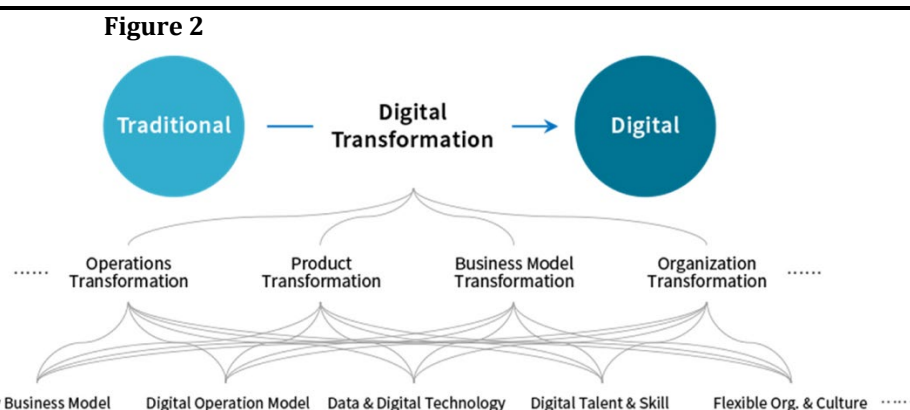 Figure 2
Traditional
Digital
Transformation
Digital
...... Operations
Transformation
Product
Transformation
Business Model
Transformation
Organization
Transformation ......
Business Model Digital Operation Model Data & Digital Technology Digital Talent & Skill Flexible Org. & Culture ......